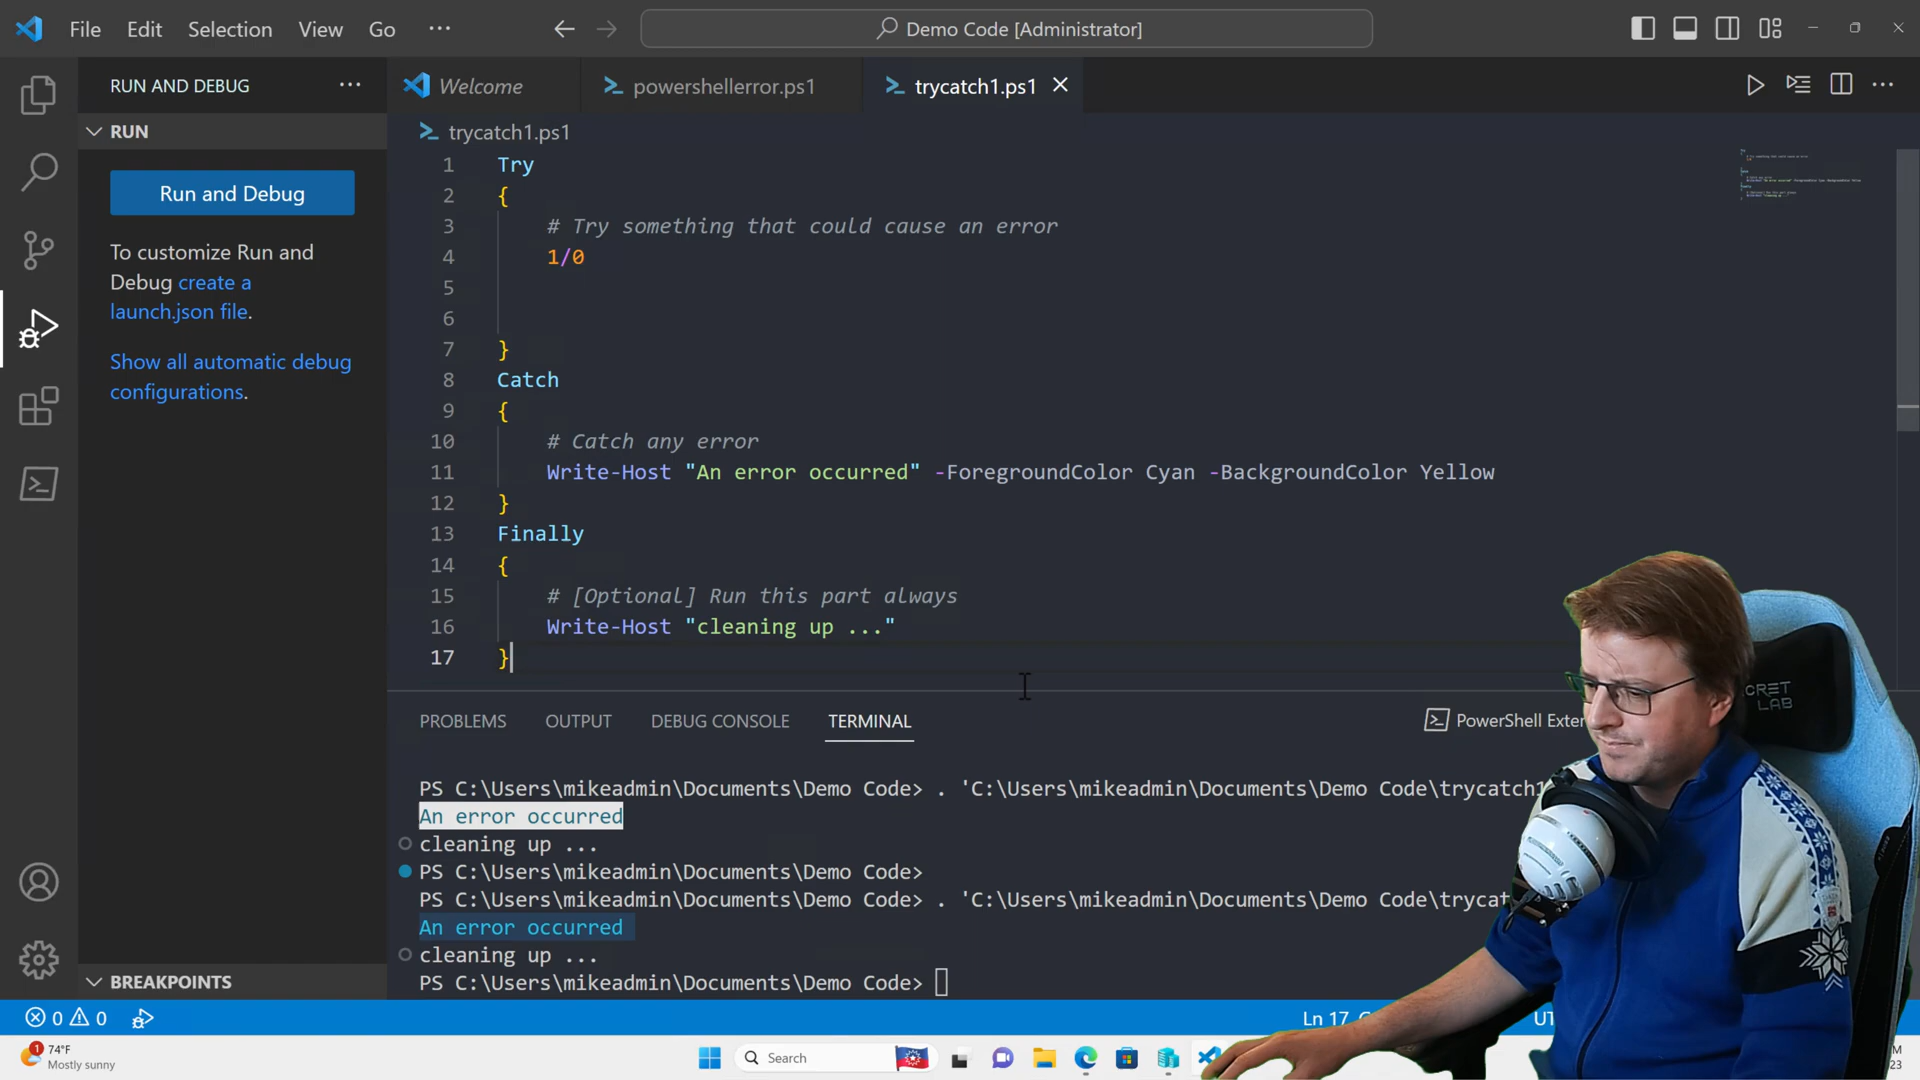 File Edit Selection View Go ...
Demo Code [Administrator]
RUN AND DEBUG ...
Welcome
powershellerror.ps1
trycatch1.ps1
RUN
trycatch1.ps1
Run and Debug
To customize Run and
Debug create a
launch.json file.
Show all automatic debug
configurations.
1 Try
2 {
3 # Try something that could cause an error
4 1/0
5
6
7 }
8 Catch
9 {
10 # Catch any error
11 Write-Host "An error occurred" -ForegroundColor Cyan -BackgroundColor Yellow
12 }
13 Finally
14 {
15 # [Optional] Run this part always
16 Write-Host "cleaning up ..."
17 }
PROBLEMS OUTPUT DEBUG CONSOLE TERMINAL
PowerShell Exten
PS C:\Users\mikeadmin\Documents\Demo Code> . 'C:\Users\mikeadmin\Documents\Demo Code\trycatch1
An error occurred
cleaning up ...
PS C:\Users\mikeadmin\Documents\Demo Code>
PS C:\Users\mikeadmin\Documents\Demo Code> . 'C:\Users\mikeadmin\Documents\Demo Code\trycat
An error occurred
cleaning up ...
PS C:\Users\mikeadmin\Documents\Demo Code>
BREAKPOINTS
0 0
Ln 17, C
UT
1
74°F
Mostly sunny
Search
M
23
CRET
LAB